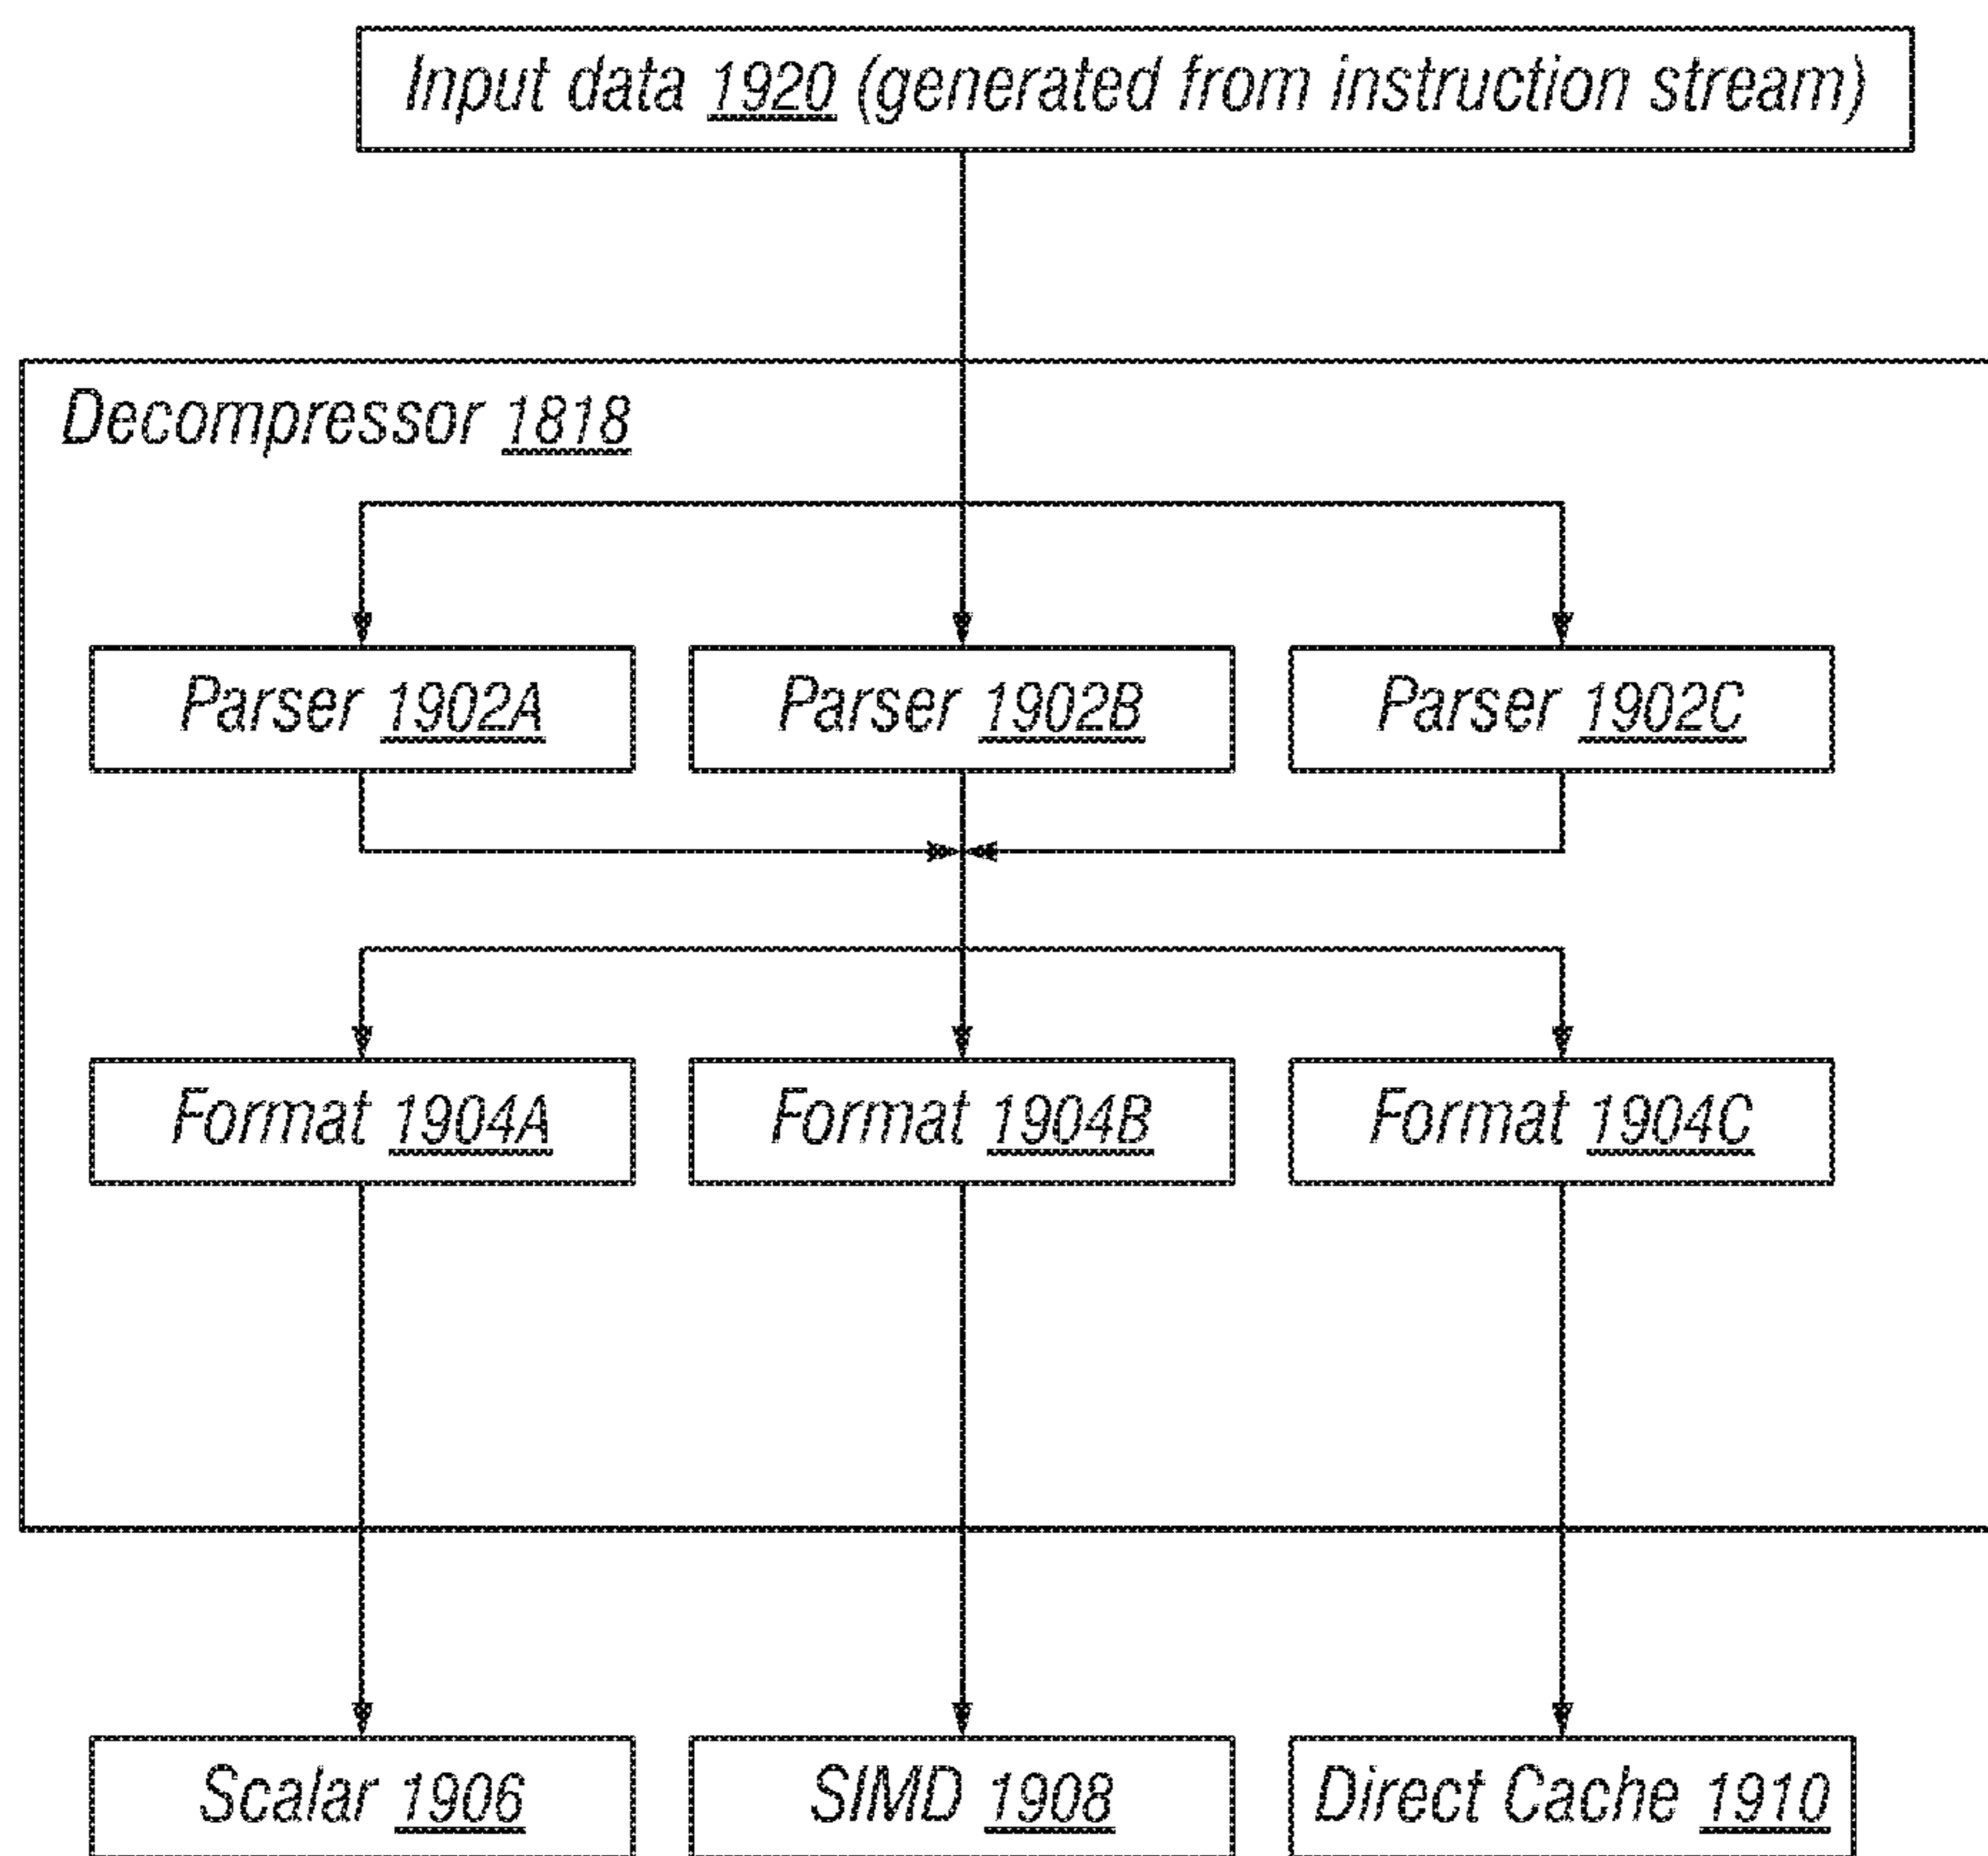 Input data 1920 (generated from instruction stream)
Decompressor 1818
Parser 1902A
Parser 1902B
Parser 1902C
Format 1904A
Format 1904B
Format 1904C
Scalar 1906
SIMD 1908
Direct Cache 1910